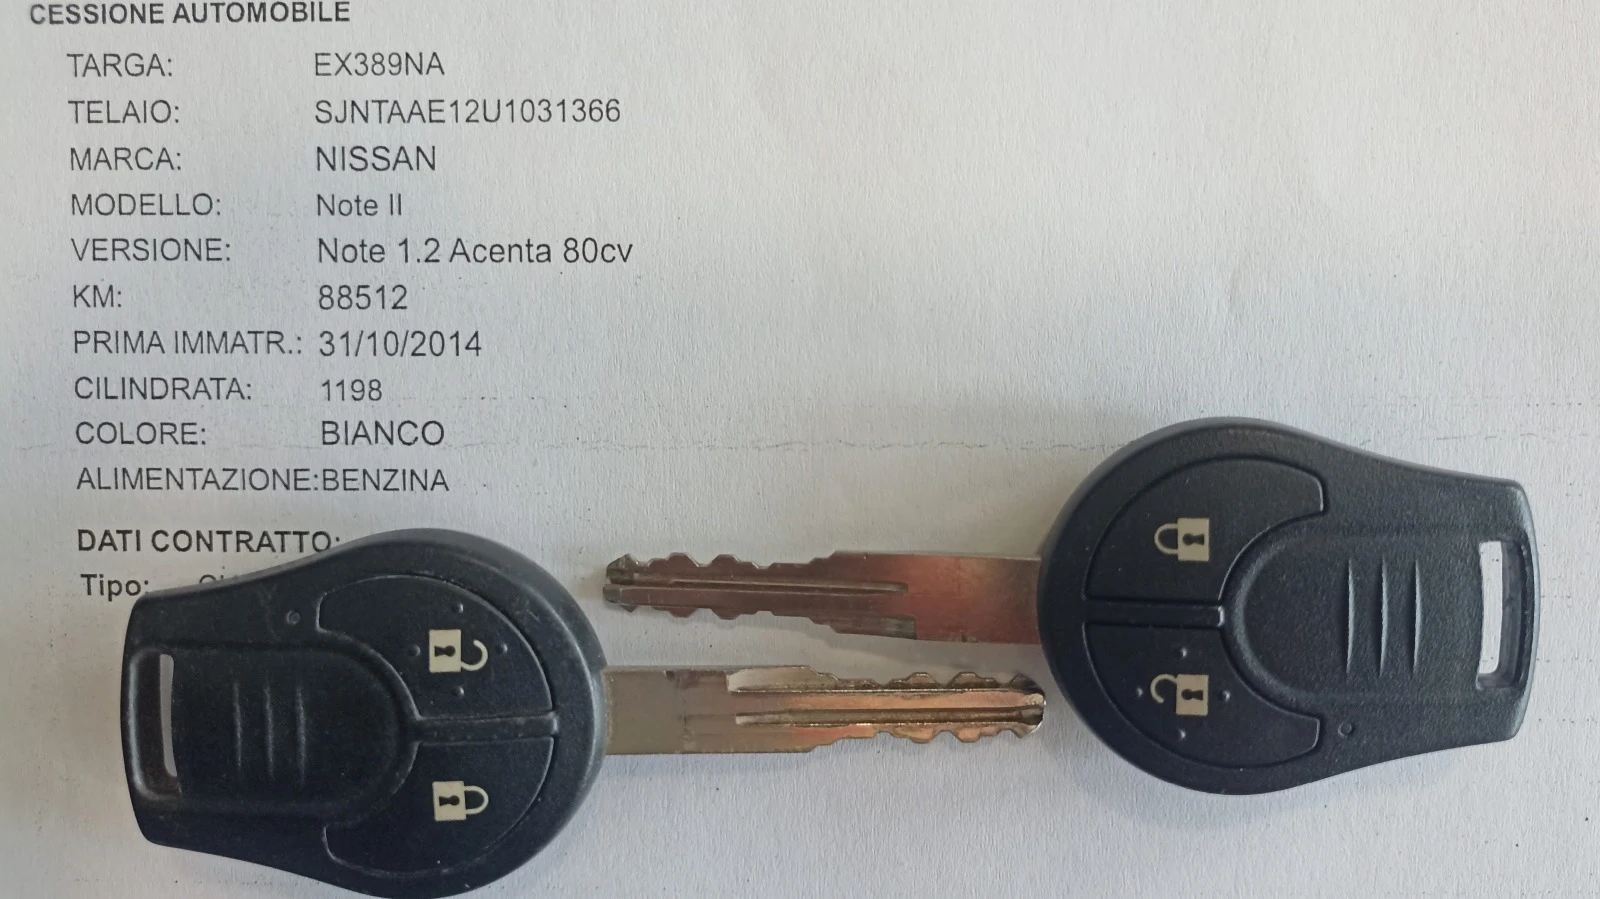 CESSIONE AUTOMOBILE
TARGA: EX389NA
TELAIO: SJNTAAE12U1031366
MARCA: NISSAN
MODELLO: Note II
VERSIONE: Note 1.2 Acenta 80cv
KM: 88512
PRIMA IMMATR.: 31/10/2014
CILINDRATA: 1198
COLORE: BIANCO
ALIMENTAZIONE:BENZINA
DATI CONTRATTO:
Tipo: